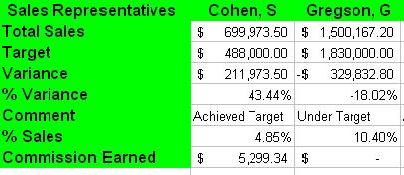 Sales Representatives Cohen, S Gregson, G
Total Sales $ 699,973.50 $ 1,500,167.20
Target $ 488,000.00 $ 1,830,000.00
Variance $ 211,973.50 -$ 329,832.80
% Variance 43.44% -18.02%
Comment Achieved Target Under Target
% Sales 4.85% 10.40%
Commission Earned $ 5,299.34 $ -